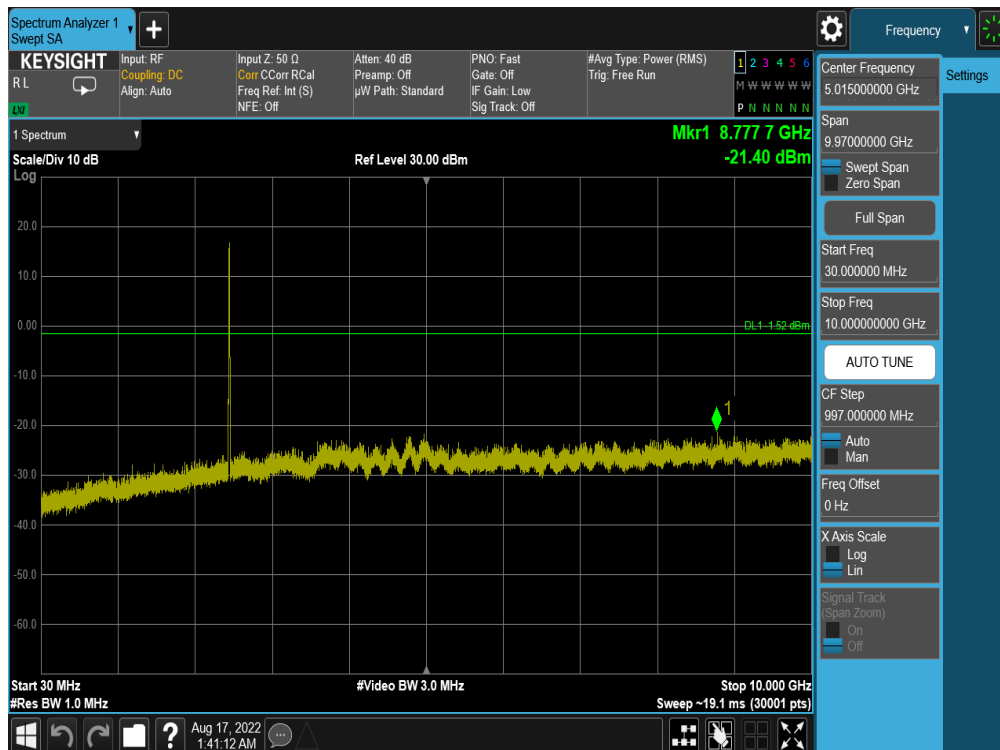 Spectrum Analyzer 1
Swept SA
Frequency
KEYSIGHT
R L
LXI
Input: RF
Coupling: DC
Align: Auto
Input Z: 50 Ω
Corr CCorr RCal
Freq Ref: Int (S)
NFE: Off
Atten: 40 dB
Preamp: Off
µW Path: Standard
PNO: Fast
Gate: Off
IF Gain: Low
Sig Track: Off
#Avg Type: Power (RMS)
Trig: Free Run
1 2 3 4 5 6
M W W W W W
P N N N N N
1 Spectrum
Scale/Div 10 dB
Log
Ref Level 30.00 dBm
Mkr1 8.777 7 GHz
-21.40 dBm
20.0
10.0
0.00
DL1 -1.52 dBm
-10.0
-20.0
1
-30.0
-40.0
-50.0
-60.0
Start 30 MHz
#Video BW 3.0 MHz
Stop 10.000 GHz
#Res BW 1.0 MHz
Sweep ~19.1 ms (30001 pts)
Center Frequency
5.015000000 GHz
Settings
Span
9.97000000 GHz
Swept Span
Zero Span
Full Span
Start Freq
30.000000 MHz
Stop Freq
10.000000000 GHz
AUTO TUNE
CF Step
997.000000 MHz
Auto
Man
Freq Offset
0 Hz
X Axis Scale
Log
Lin
Signal Track
(Span Zoom)
On
Off
?
Aug 17, 2022
1:41:12 AM